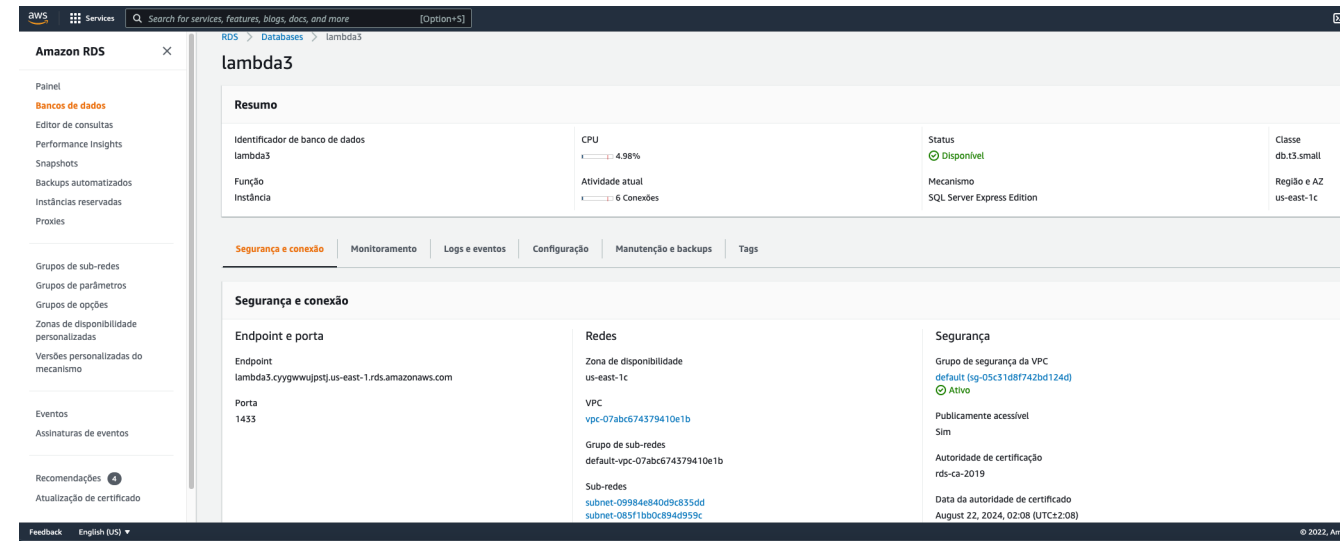 aws
Services
Search for services, features, blogs, docs, and more
[Option+S]
Amazon RDS
Painel
Bancos de dados
Editor de consultas
Performance Insights
Snapshots
Backups automatizados
Instâncias reservadas
Proxies
Grupos de sub-redes
Grupos de parâmetros
Grupos de opções
Zonas de disponibilidade
personalizadas
Versões personalizadas do
mecanismo
Eventos
Assinaturas de eventos
Recomendações 4
Atualização de certificado
RDS > Databases > lambda3
lambda3
Resumo
Identificador de banco de dados
lambda3
CPU
4.98%
Status
Disponível
Classe
db.t3.small
Função
Instância
Atividade atual
6 Conexões
Mecanismo
SQL Server Express Edition
Região e AZ
us-east-1c
Segurança e conexão
Monitoramento
Logs e eventos
Configuração
Manutenção e backups
Tags
Segurança e conexão
Endpoint e porta
Endpoint
lambda3.cyygwwujpstj.us-east-1.rds.amazonaws.com
Porta
1433
Redes
Zona de disponibilidade
us-east-1c
VPC
vpc-07abc674379410e1b
Grupo de sub-redes
default-vpc-07abc674379410e1b
Sub-redes
subnet-09984e840d9c835dd
subnet-085f1bb0c894d959c
Segurança
Grupo de segurança da VPC
default (sg-05c31d8f742bd124d)
Ativo
Publicamente acessível
Sim
Autoridade de certificação
rds-ca-2019
Data da autoridade de certificado
August 22, 2024, 02:08 (UTC±2:08)
Feedback
English (US) ▼
© 2022, Am